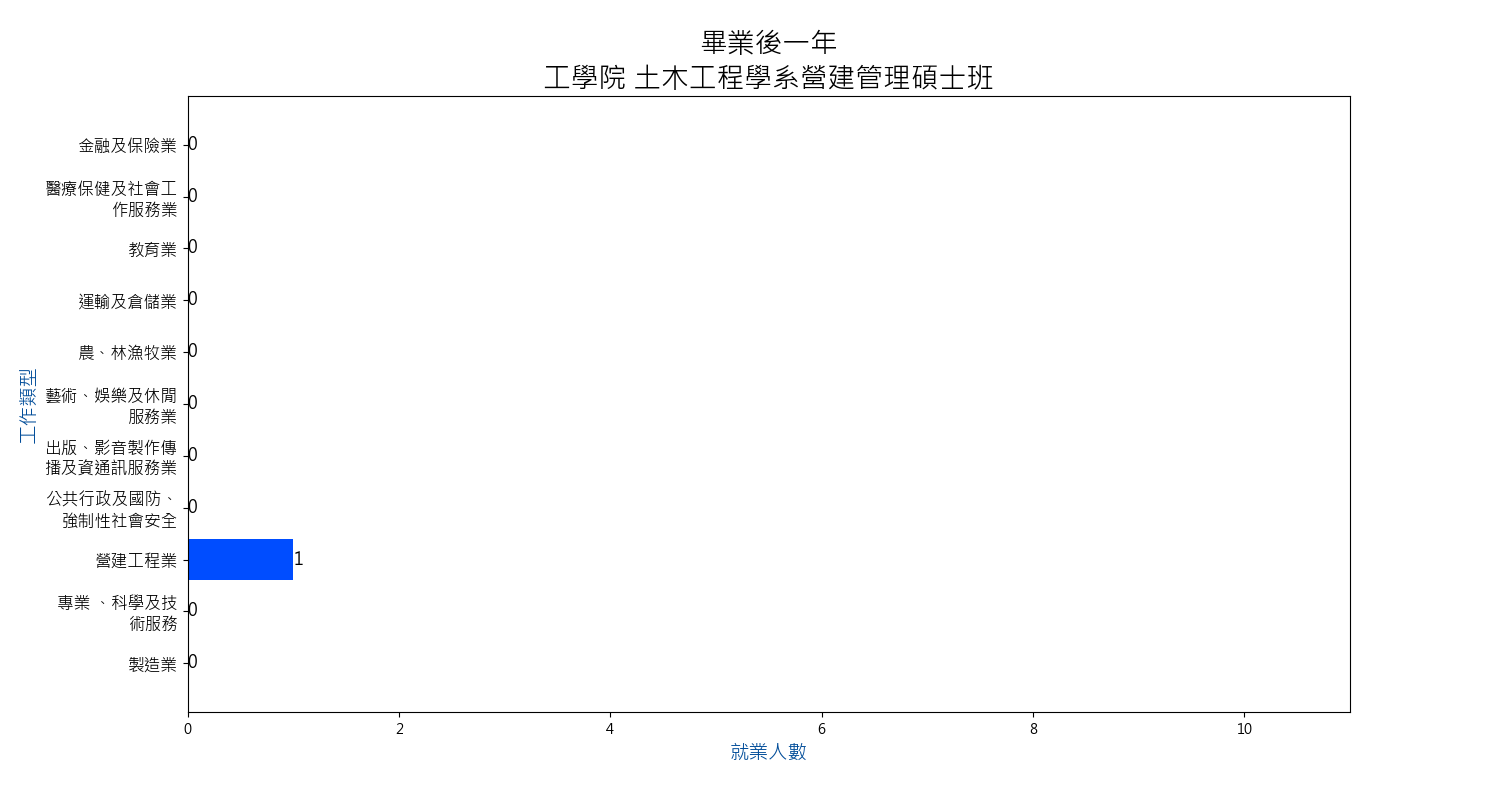 畢業後一年
工學院 土木工程學系營建管理碩士班
工作類型
金融及保險業
0
醫療保健及社會工
作服務業
0
教育業
0
運輸及倉儲業
0
農、林漁牧業
0
藝術、娛樂及休閒
服務業
0
出版、影音製作傳
播及資通訊服務業
0
公共行政及國防、
強制性社會安全
0
營建工程業
1
專業 、科學及技
術服務
0
製造業
0
0 2 4 6 8 10
就業人數